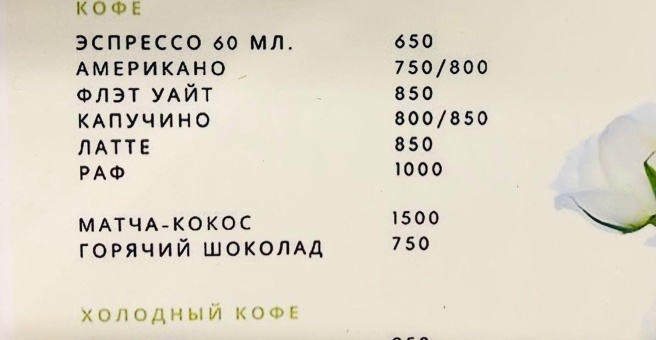 КОФЕ
ЭСПРЕССО 60 МЛ. 650
АМЕРИКАНО 750/800
ФЛЭТ УАЙТ 850
КАПУЧИНО 800/850
ЛАТТЕ 850
РАФ 1000
МАТЧА-КОКОС 1500
ГОРЯЧИЙ ШОКОЛАД 750
ХОЛОДНЫЙ КОФЕ